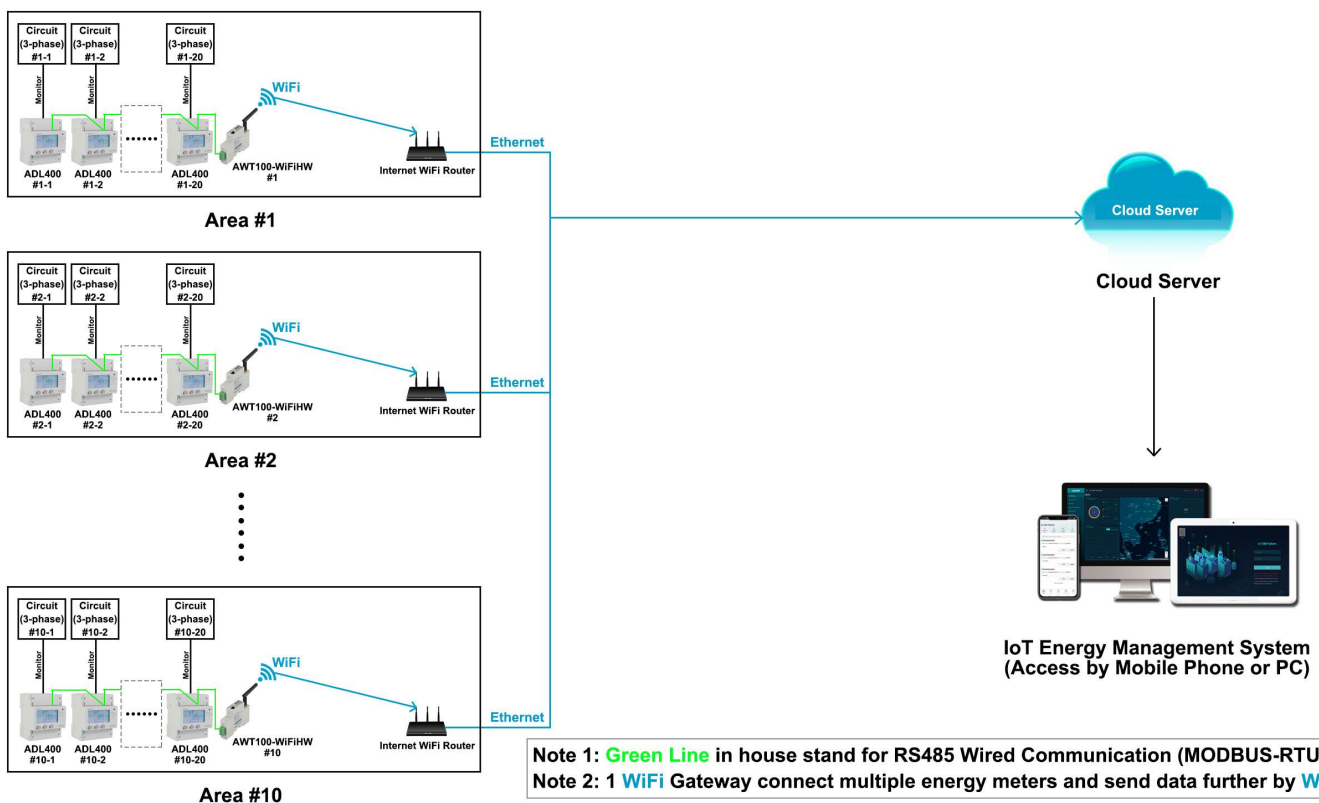 Circuit
(3-phase)
#1-1
Circuit
(3-phase)
#1-2
Circuit
(3-phase)
#1-20
Monitor
Monitor
Monitor
WiFi
ADL400
#1-1
ADL400
#1-2
ADL400
#1-20
AWT100-WiFiHW
#1
Internet WiFi Router
Ethernet
Area #1
Circuit
(3-phase)
#2-1
Circuit
(3-phase)
#2-2
Circuit
(3-phase)
#2-20
Monitor
Monitor
Monitor
WiFi
ADL400
#2-1
ADL400
#2-2
ADL400
#2-20
AWT100-WiFiHW
#2
Internet WiFi Router
Ethernet
Area #2
Circuit
(3-phase)
#10-1
Circuit
(3-phase)
#10-2
Circuit
(3-phase)
#10-20
Monitor
Monitor
Monitor
WiFi
ADL400
#10-1
ADL400
#10-2
ADL400
#10-20
AWT100-WiFiHW
#10
Internet WiFi Router
Ethernet
Area #10
Cloud Server
Cloud Server
IoT Energy Management System
(Access by Mobile Phone or PC)
Note 1: Green Line in house stand for RS485 Wired Communication (MODBUS-RTU
Note 2: 1 WiFi Gateway connect multiple energy meters and send data further by W